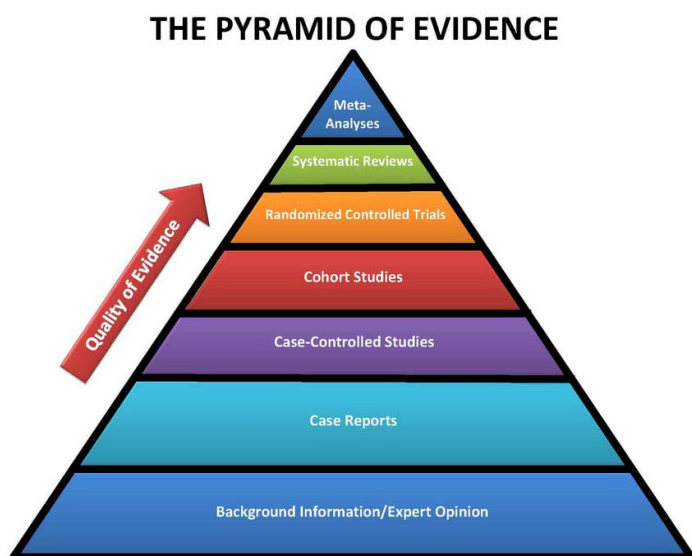 THE PYRAMID OF EVIDENCE
Meta-
Analyses
Systematic Reviews
Randomized Controlled Trials
Quality of Evidence
Cohort Studies
Case-Controlled Studies
Case Reports
Background Information/Expert Opinion